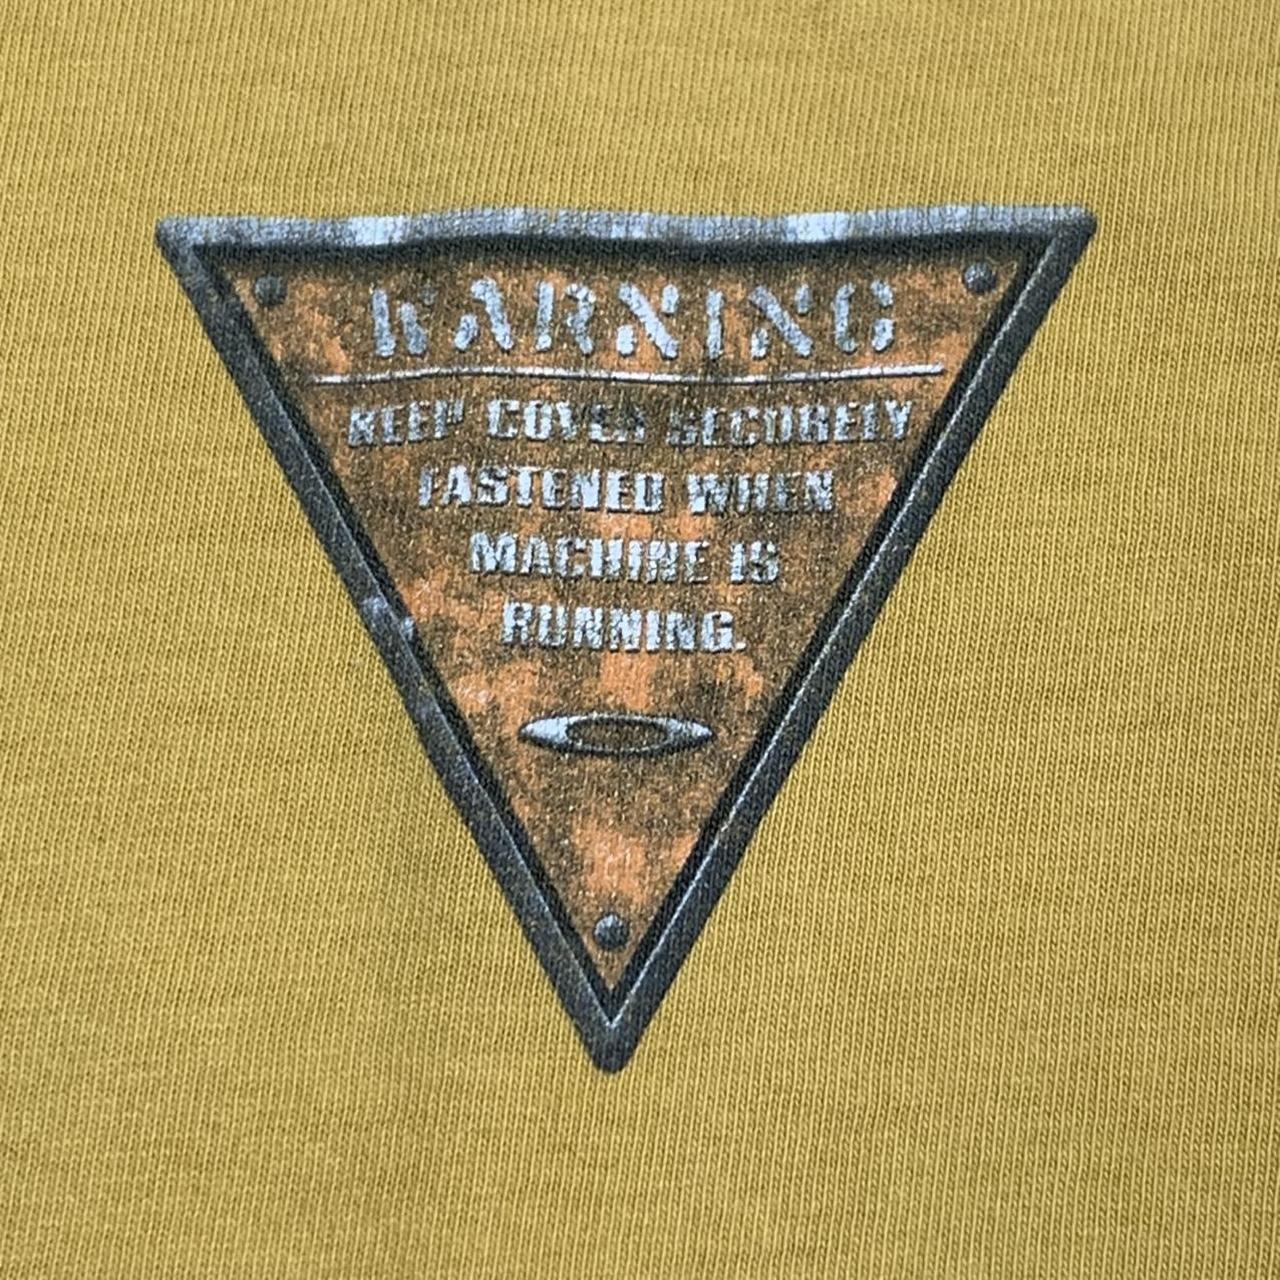 WARNING
KEEP COVER SECURELY
FASTENED WHEN
MACHINE IS
RUNNING.